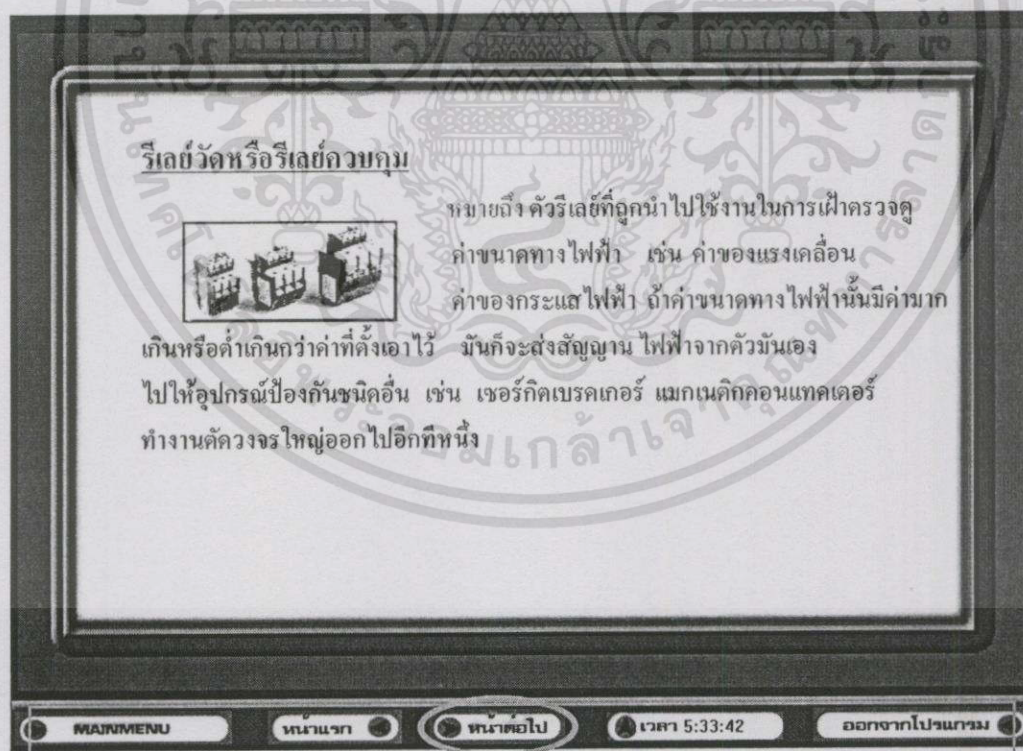 รีเลย์วัดหรือรีเลย์ควบคุม
หมายถึง ตัวรีเลย์ที่ถูกนำไปใช้งานในการเฝ้าตรวจดู
ค่าขนาดทางไฟฟ้า เช่น ค่าของแรงเคลื่อน
ค่าของกระแสไฟฟ้า ถ้าค่าขนาดทางไฟฟ้านั้นมีค่ามาก
เกินหรือต่ำเกินกว่าค่าที่ตั้งเอาไว้ มันก็จะส่งสัญญาน ไฟฟ้าจากตัวมันเอง
ไปให้อุปกรณ์ป้องกันชนิดอื่น เช่น เซอร์กิตเบรคเกอร์ แมกเนติกคอนแทคเตอร์
ทำงานตัดวงจรใหญ่ออกไปอีกทีหนึ่ง
MAINMENU
หน้าแรก
หน้าต่อไป
เวลา 5:33:42
ออกจากโปรแกรม